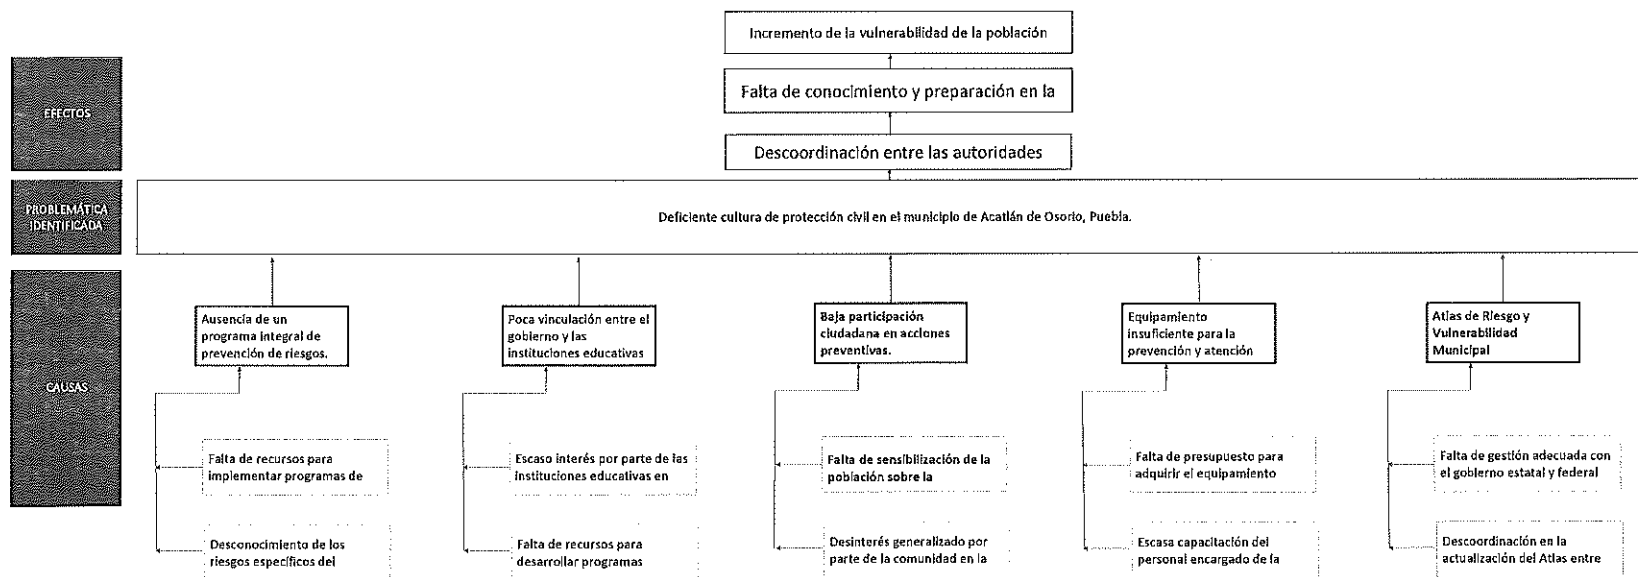 Incremento de la vulnerabilidad de la población
EFECTOS
Falta de conocimiento y preparación en la
Descoordinación entre las autoridades
PROBLEMÁTICA
IDENTIFICADA
Deficiente cultura de protección civil en el municipio de Acatlán de Osorio, Puebla.
CAUSAS
Ausencia de un
programa integral de
prevención de riesgos.
Poca vinculación entre el
gobierno y las
instituciones educativas
Baja participación
ciudadana en acciones
preventivas.
Equipamiento
insuficiente para la
prevención y atención
Atlas de Riesgo y
Vulnerabilidad
Municipal
Falta de recursos para
implementar programas de
Escaso interés por parte de las
instituciones educativas en
Falta de sensibilización de la
población sobre la
Falta de presupuesto para
adquirir el equipamiento
Falta de gestión adecuada con
el gobierno estatal y federal
Desconocimiento de los
riesgos específicos del
Falta de recursos para
desarrollar programas
Desinterés generalizado por
parte de la comunidad en la
Escasa capacitación del
personal encargado de la
Descoordinación en la
actualización del Atlas entre